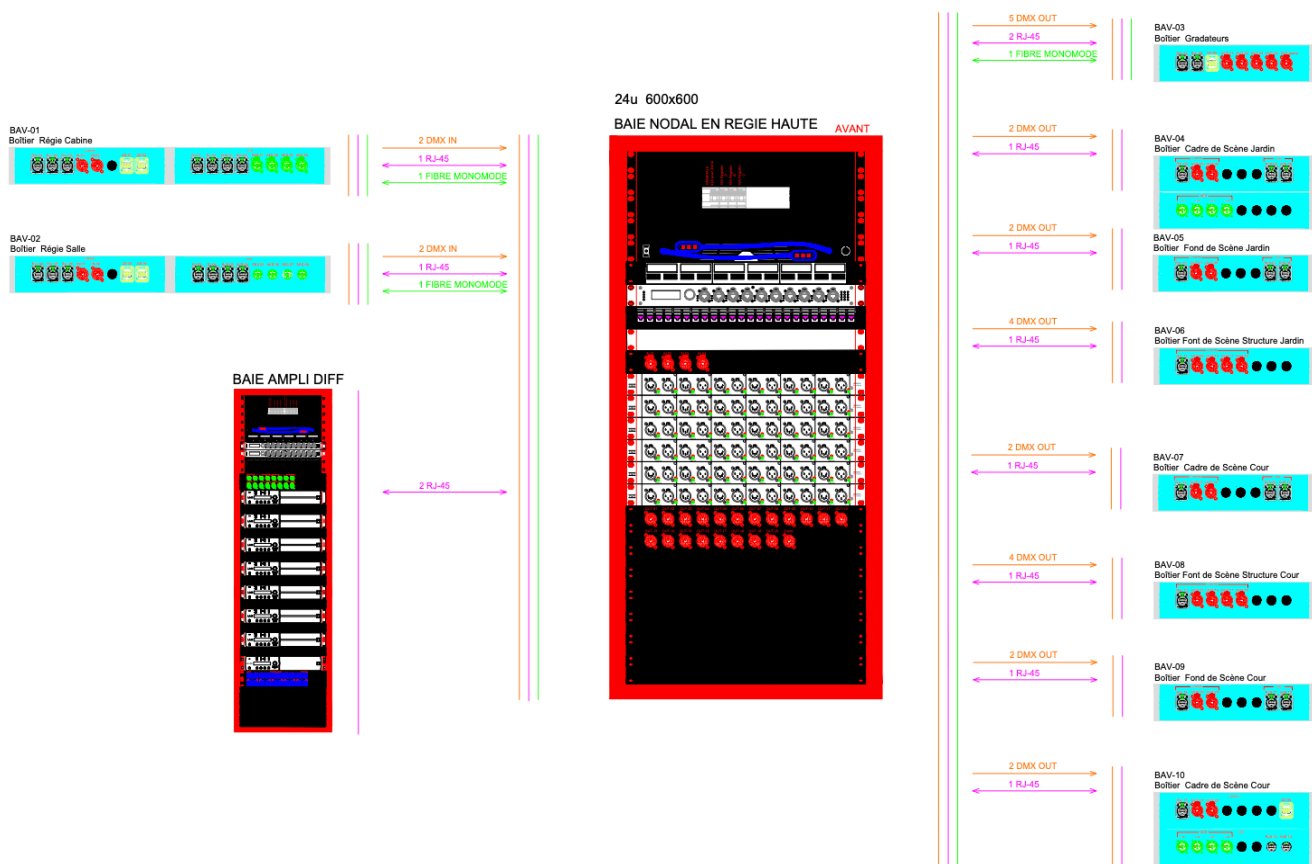 BAV-01
Boîtier Régie Cabine
2 DMX IN
1 RJ-45
1 FIBRE MONOMODE
BAV-02
Boîtier Régie Salle
2 DMX IN
1 RJ-45
1 FIBRE MONOMODE
BAIE AMPLI DIFF
2 RJ-45
24u 600x600
BAIE NODAL EN REGIE HAUTE
AVANT
5 DMX OUT
2 RJ-45
1 FIBRE MONOMODE
BAV-03
Boîtier Gradateurs
2 DMX OUT
1 RJ-45
BAV-04
Boîtier Cadre de Scène Jardin
2 DMX OUT
1 RJ-45
BAV-05
Boîtier Fond de Scène Jardin
4 DMX OUT
1 RJ-45
BAV-06
Boîtier Font de Scène Structure Jardin
2 DMX OUT
1 RJ-45
BAV-07
Boîtier Cadre de Scène Cour
4 DMX OUT
1 RJ-45
BAV-08
Boîtier Font de Scène Structure Cour
2 DMX OUT
1 RJ-45
BAV-09
Boîtier Fond de Scène Cour
2 DMX OUT
1 RJ-45
BAV-10
Boîtier Cadre de Scène Cour